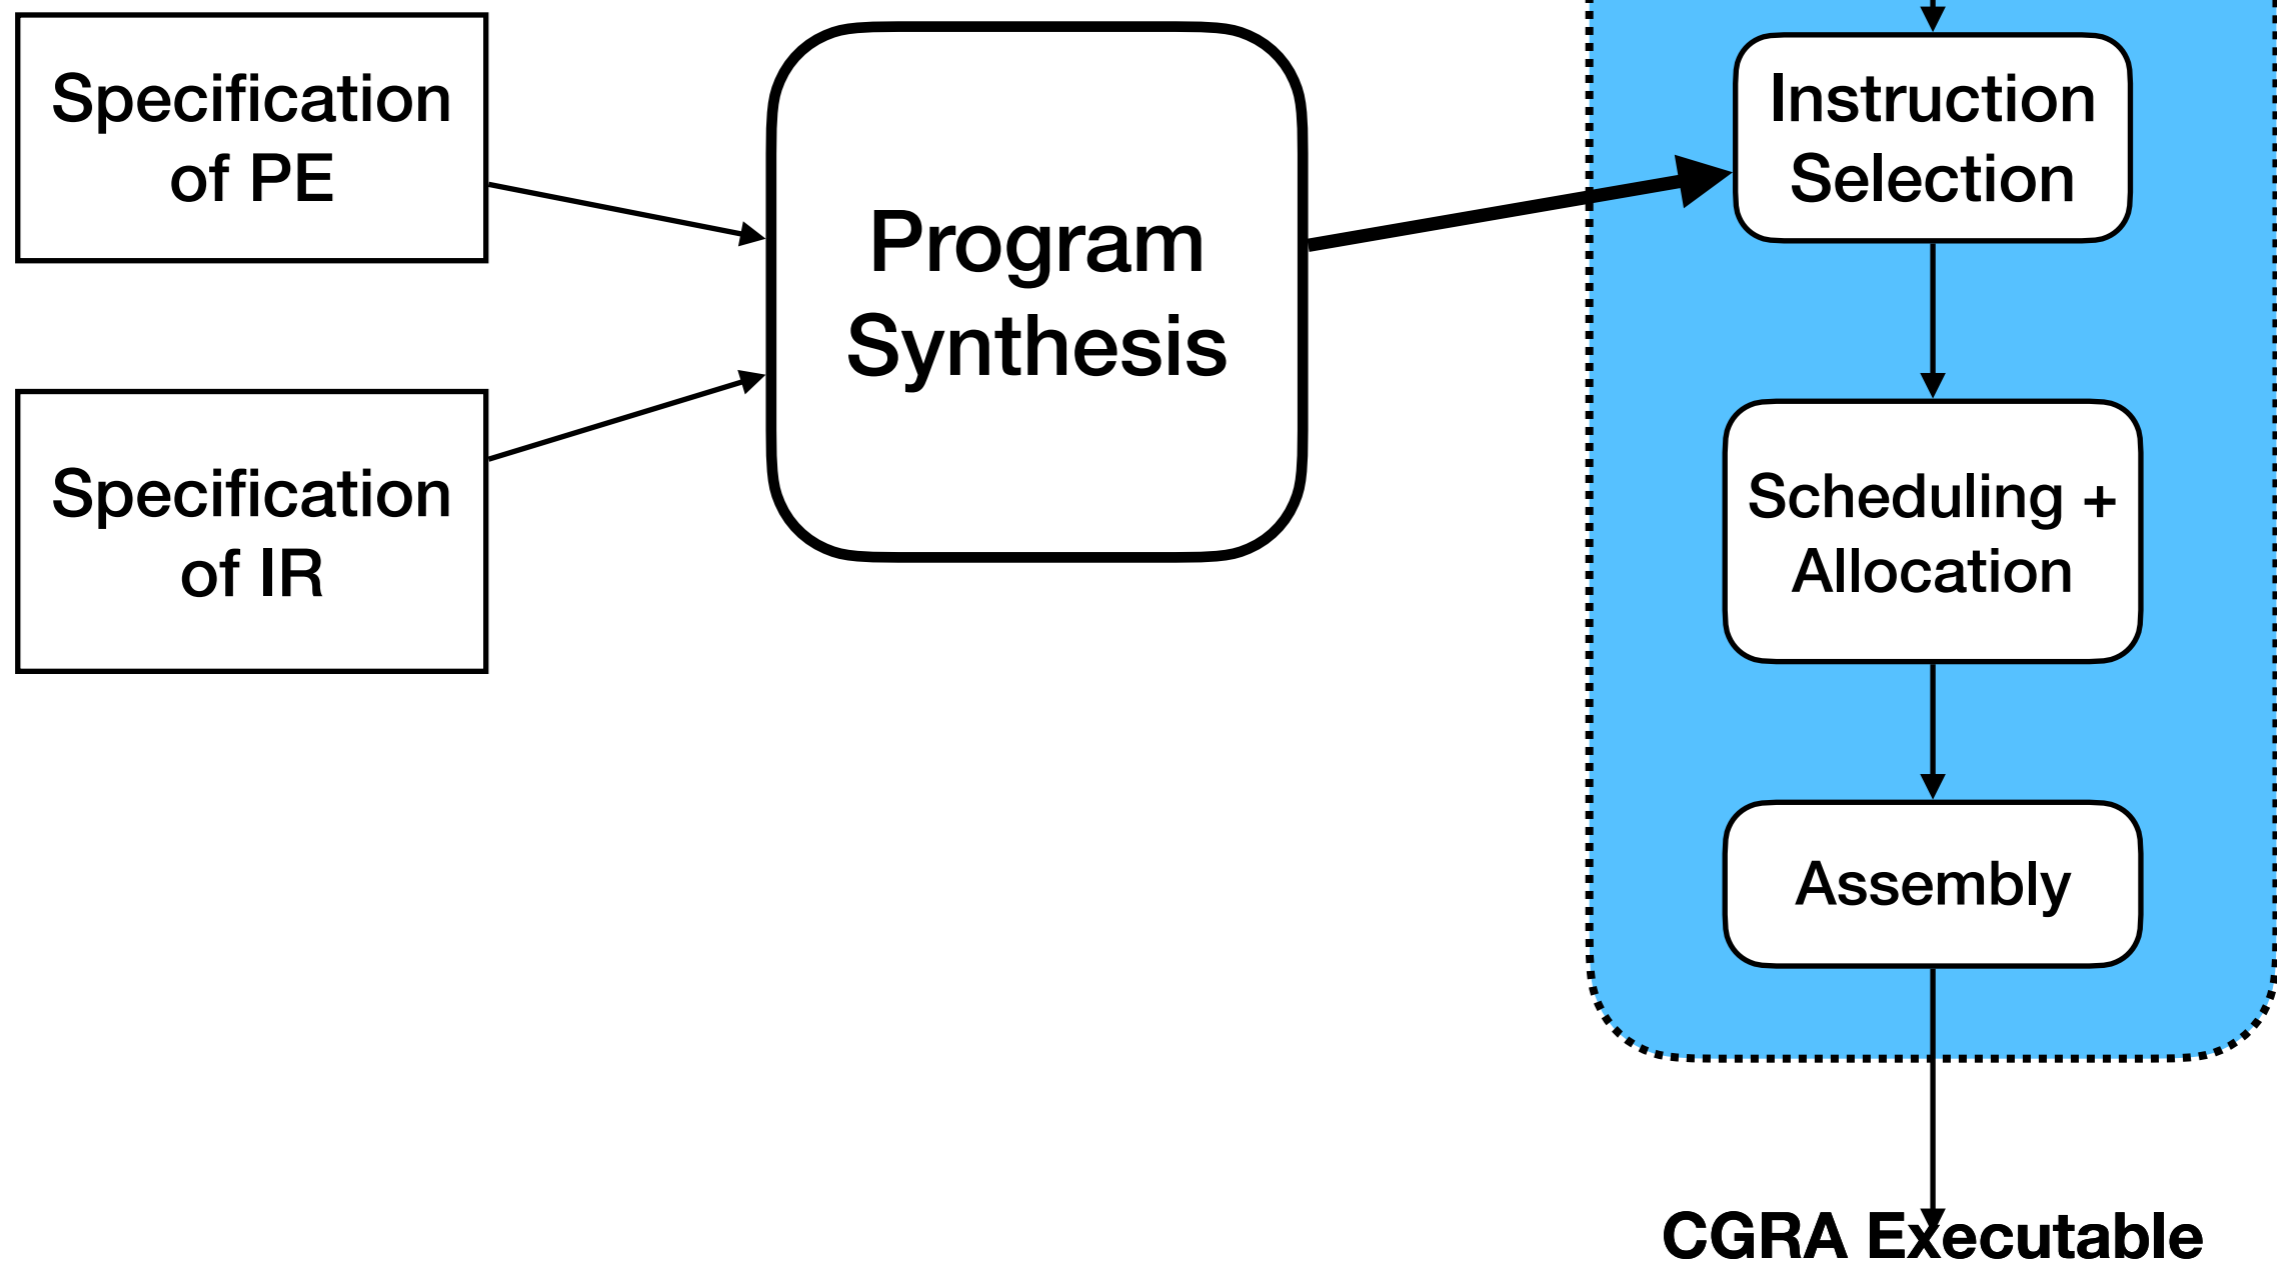 Specification
of PE
Specification
of IR
Program
Synthesis
Instruction
Selection
Scheduling +
Allocation
Assembly
CGRA Executable